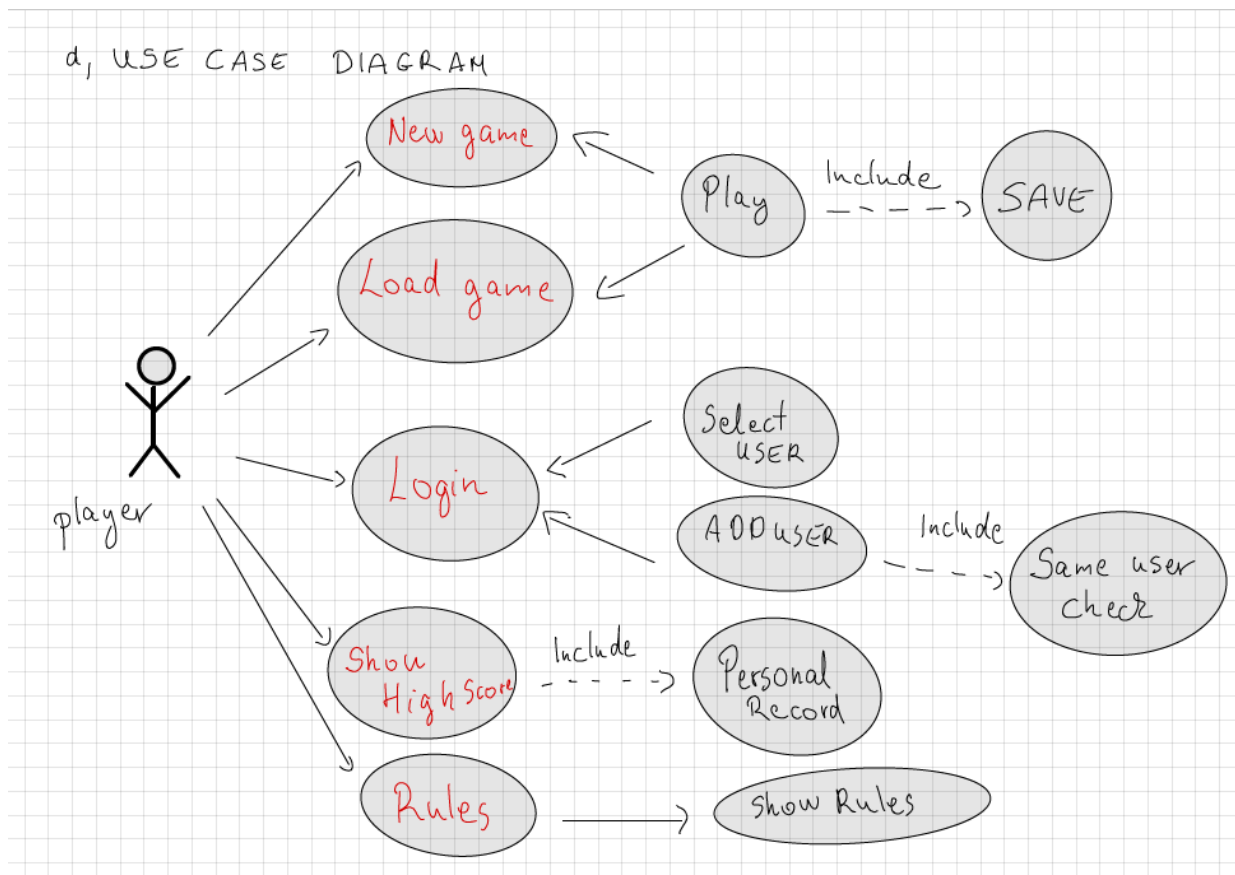 d, USE CASE DIAGRAM
New game
Play
Include
SAVE
Load game
player
Select
USER
Login
ADD USER
Include
Same user
check
Show
High Score
Include
Personal
Record
Rules
Show Rules